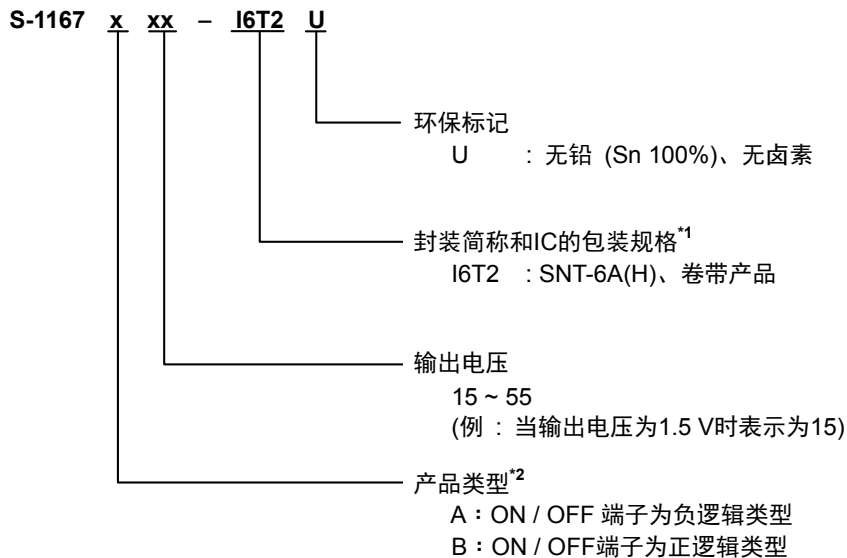 S-1167 x xx – I6T2 U
环保标记
U : 无铅 (Sn 100%)、无卤素
封装简称和IC的包装规格*1
I6T2 : SNT-6A(H)、卷带产品
输出电压
15 ~ 55
(例 : 当输出电压为1.5 V时表示为15)
产品类型*2
A：ON / OFF 端子为负逻辑类型
B：ON / OFF端子为正逻辑类型